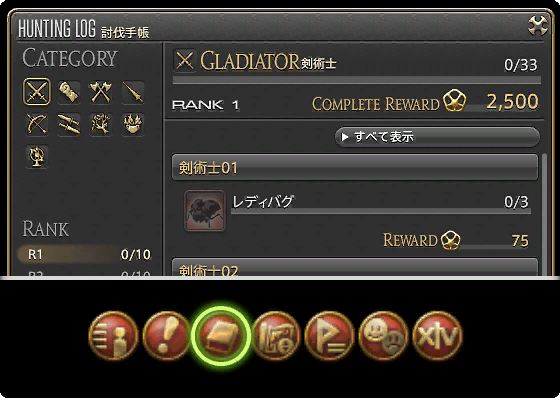 HUNTING LOG 討伐手帳
CATEGORY
GLADIATOR 剣術士 0/33
RANK 1 COMPLETE REWARD 2,500
すべて表示
剣術士01
レディバグ 0/3
REWARD 75
RANK
R1 0/10
R2 0/10
剣術士02
XIV